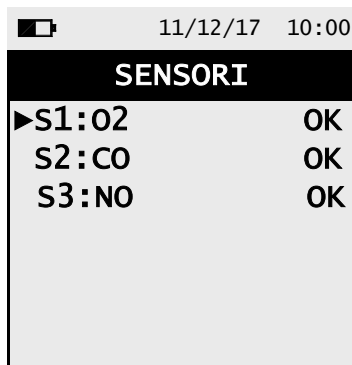 11/12/17 10:00
SENSORI
►S1:O2 OK
S2:CO OK
S3:NO OK